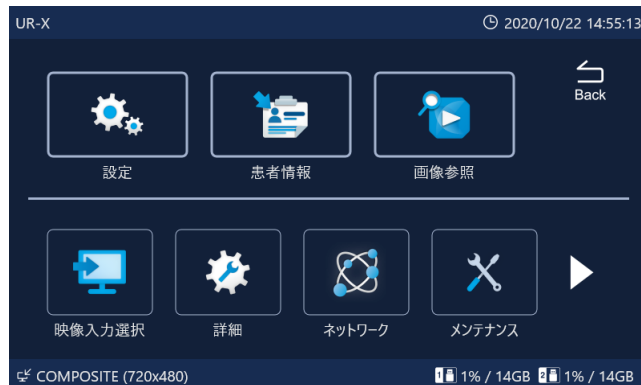 UR-X
2020/10/22 14:55:13
Back
設定
患者情報
画像参照
映像入力選択
詳細
ネットワーク
メンテナンス
COMPOSITE (720x480)
1 1% / 14GB 2 1% / 14GB